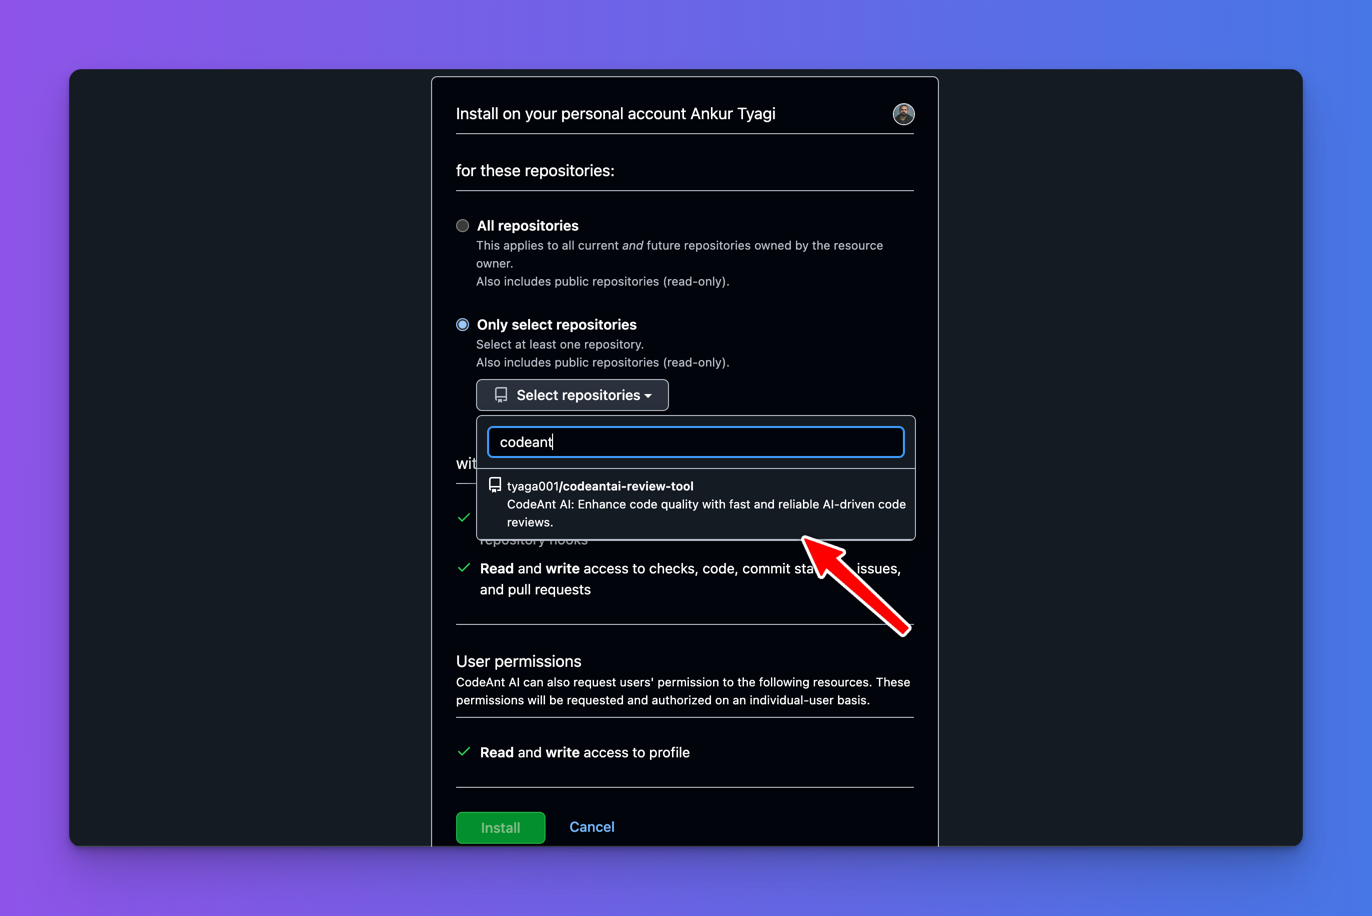 Install on your personal account Ankur Tyagi
for these repositories:
All repositories
This applies to all current and future repositories owned by the resource
owner.
Also includes public repositories (read-only).
Only select repositories
Select at least one repository.
Also includes public repositories (read-only).
Select repositories
codeant
wit
tyaga001/codeantai-review-tool
CodeAnt AI: Enhance code quality with fast and reliable AI-driven code
reviews.
repository hooks
Read and write access to checks, code, commit sta issues,
and pull requests
User permissions
CodeAnt AI can also request users' permission to the following resources. These
permissions will be requested and authorized on an individual-user basis.
Read and write access to profile
Install Cancel